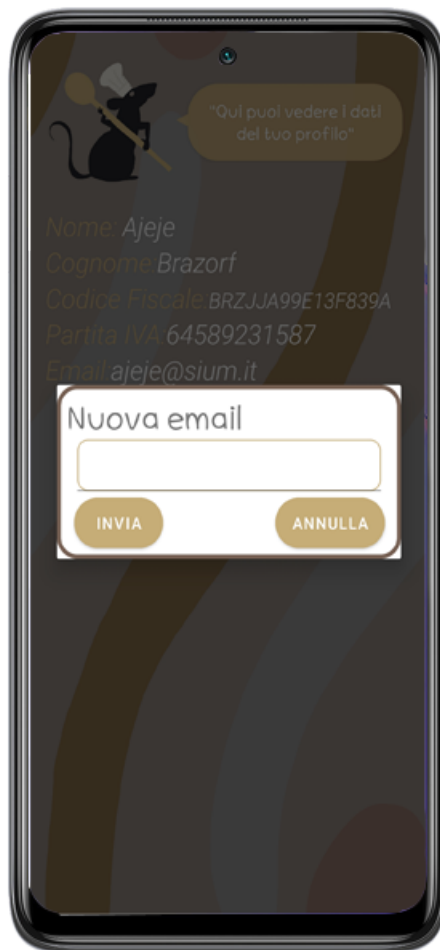 "Qui puoi vedere i dati
del tuo profilo"
Nome: Ajeje
Cognome:Brazorf
Codice Fiscale:BRZJJA99E13F839A
Partita IVA:64589231587
Email:ajeje@sium.it
Nuova email
INVIA
ANNULLA